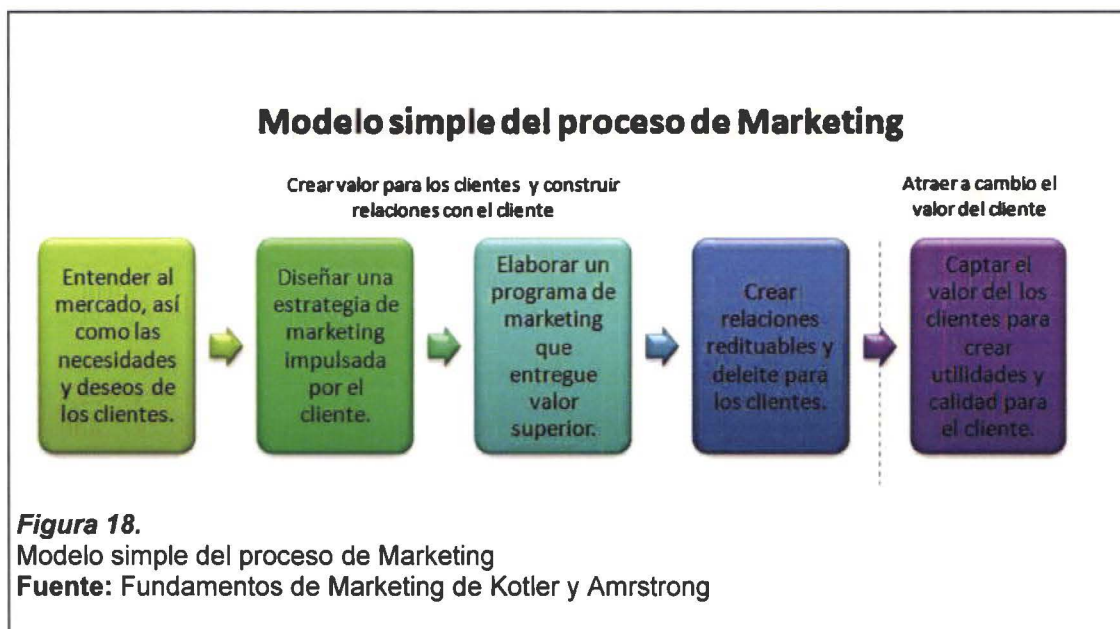 Modelo simple del proceso de Marketing
Crear valor para los clientes y construir
relaciones con el cliente
Atraer a cambio el
valor del cliente
Entender al
mercado, así
como las
necesidades
y deseos de
los clientes.
Diseñar una
estrategia de
marketing
impulsada
por el
cliente.
Elaborar un
programa de
marketing
que
entregue
valor
superior.
Crear
relaciones
redituables y
deleite para
los clientes.
Captar el
valor del los
clientes para
crear
utilidades y
calidad para
el cliente.
Figura 18.
Modelo simple del proceso de Marketing
Fuente: Fundamentos de Marketing de Kotler y Amrstrong